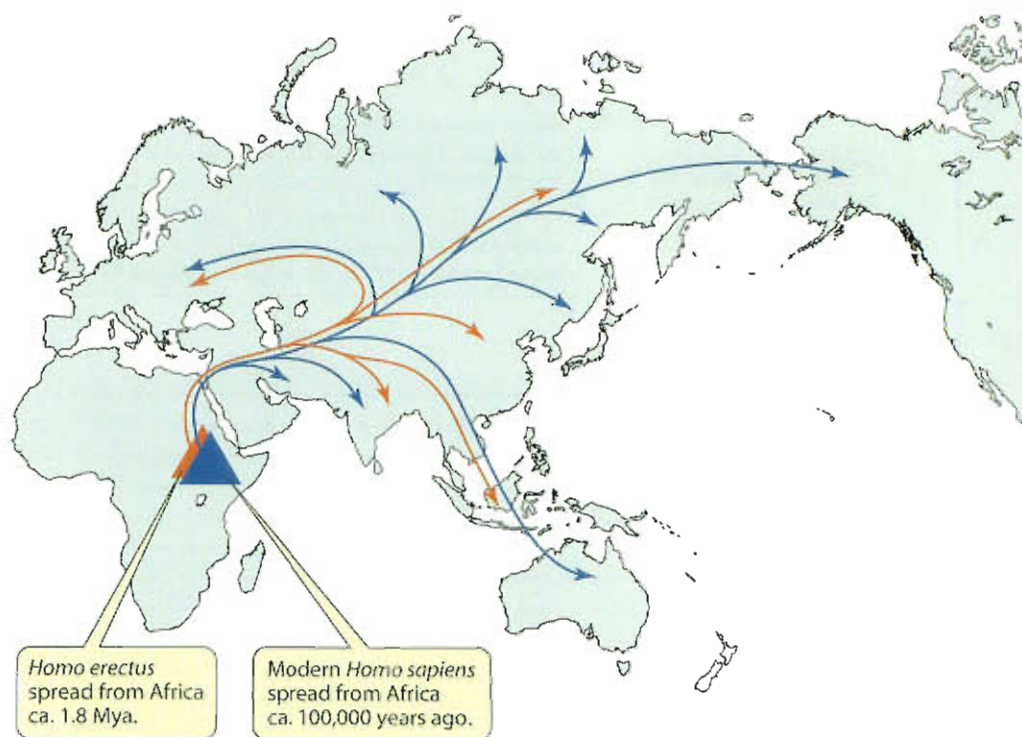 Homo erectus
spread from Africa
ca. 1.8 Mya.
Modern Homo sapiens
spread from Africa
ca. 100,000 years ago.